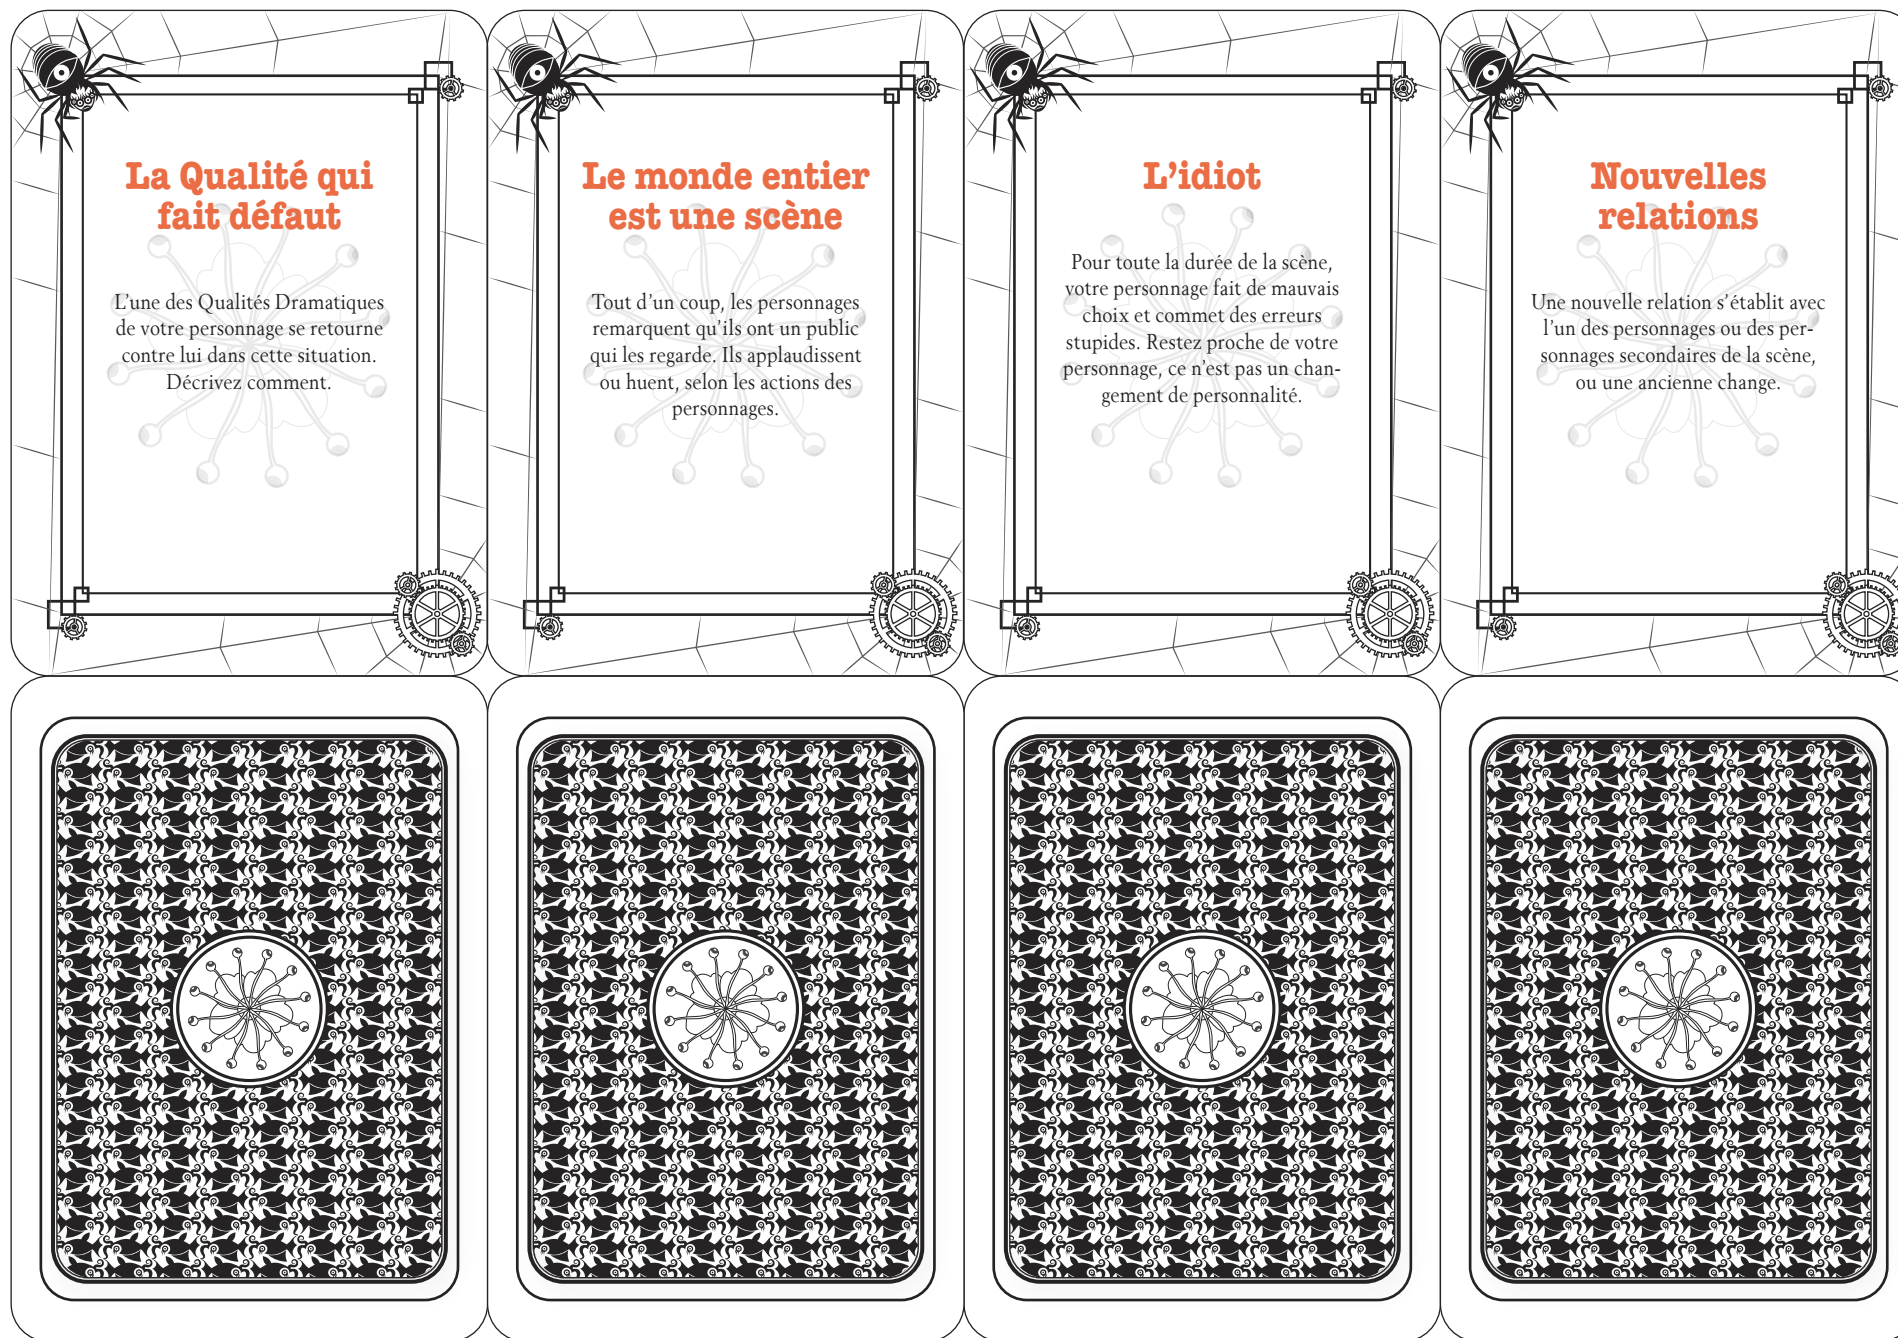 La Qualité qui
fait défaut
L'une des Qualités Dramatiques
de votre personnage se retourne
contre lui dans cette situation.
Décrivez comment.
Le monde entier
est une scène
Tout d'un coup, les personnages
remarquent qu'ils ont un public
qui les regarde. Ils applaudissent
ou huent, selon les actions des
personnages.
L'idiot
Pour toute la durée de la scène,
votre personnage fait de mauvais
choix et commet des erreurs
stupides. Restez proche de votre
personnage, ce n'est pas un chan-
gement de personnalité.
Nouvelles
relations
Une nouvelle relation s'établit avec
l'un des personnages ou des per-
sonnages secondaires de la scène,
ou une ancienne change.